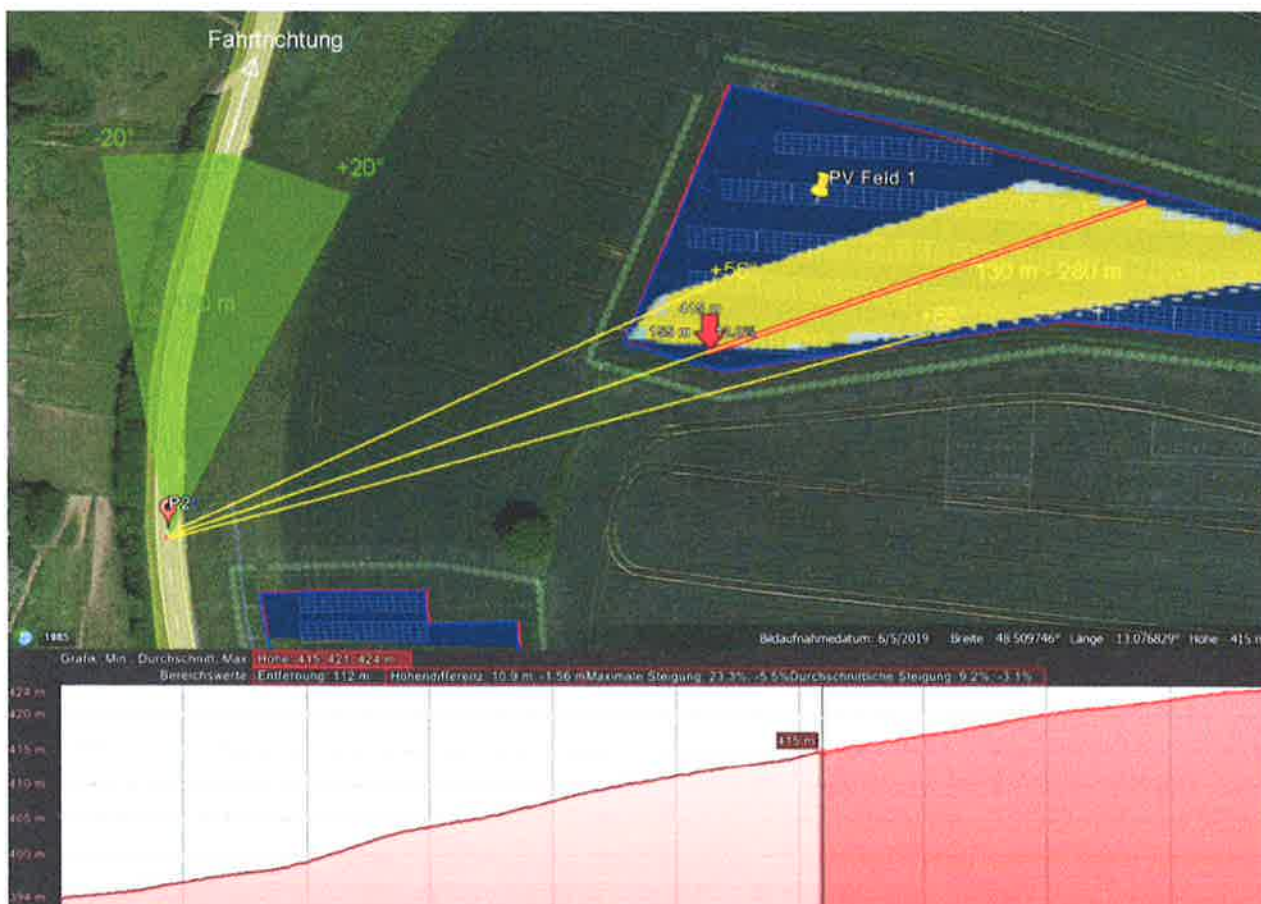 Fahrtrichtung
-20°
+20°
PV Feld 1
130 m - 280 m
P2
1985
Bildaufnahmedatum: 6/5/2019 Breite 48.509746° Länge 13.076829° Höhe 415 m
Grafik: Min., Durchschnitt, Max. Höhe: 415, 421, 424 m
Bereichswerte: Entfernung: 112 m Höhendifferenz: 10.9 m, -1.56 m Maximale Steigung: 23.3%, -5.5% Durchschnittliche Steigung: 9.2%, -3.1%
424 m
420 m
415 m
415 m
410 m
405 m
400 m
394 m